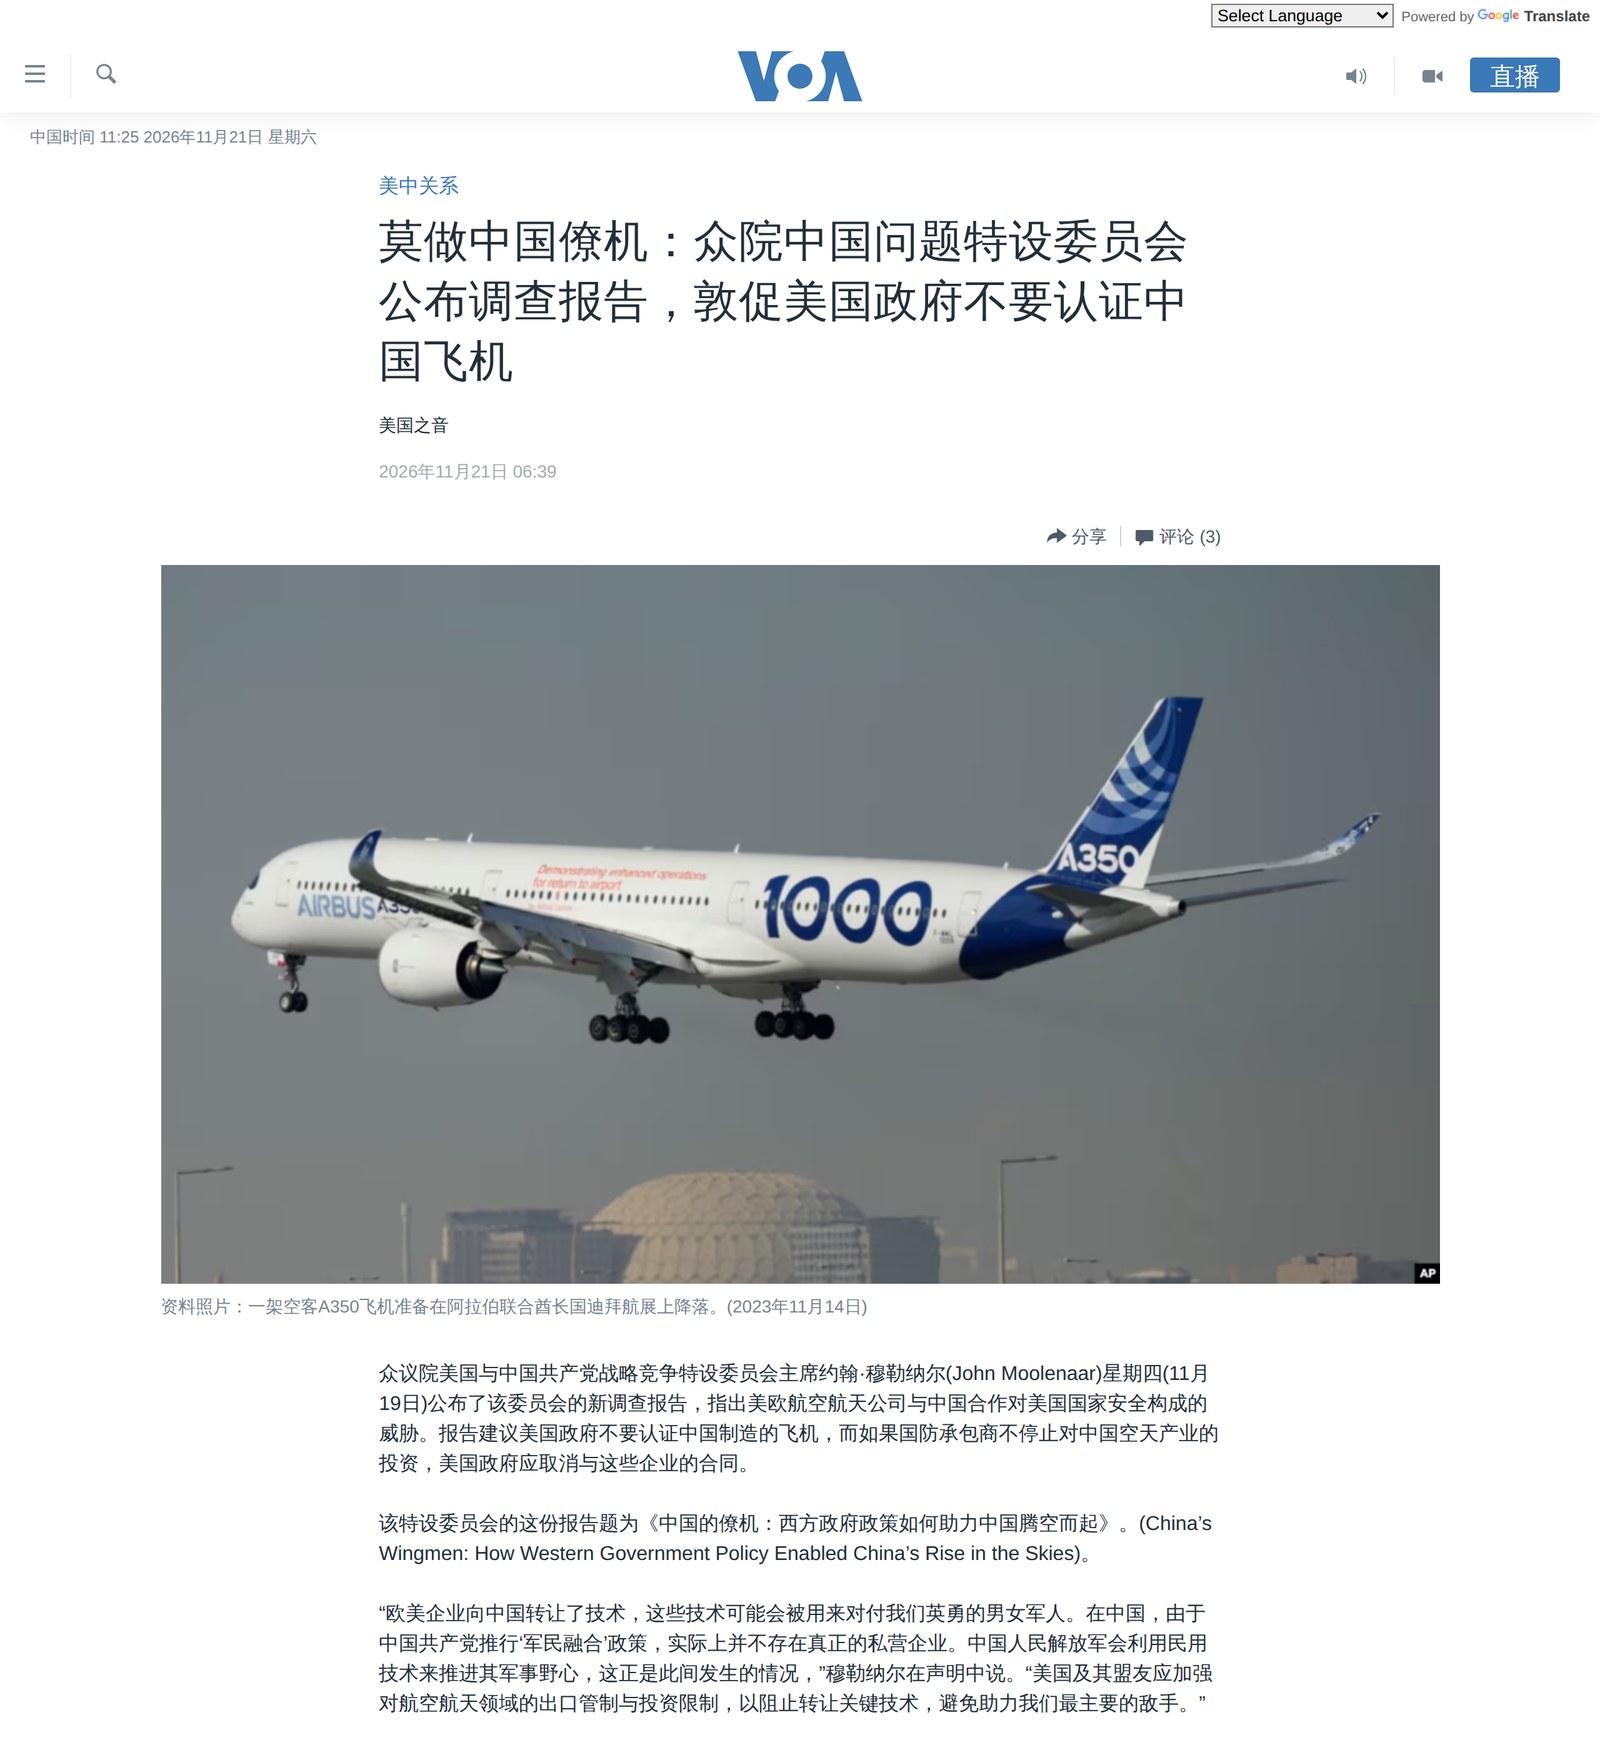 Select Language
Powered by Google Translate
VOA
直播
中国时间 11:25 2026年11月21日 星期六
美中关系
莫做中国僚机：众院中国问题特设委员会
公布调查报告，敦促美国政府不要认证中
国飞机
美国之音
2026年11月21日 06:39
分享
评论 (3)
A350
Demonstrating enhanced operations
for return to airport
1000
AIRBUS A350
AP
资料照片：一架空客A350飞机准备在阿拉伯联合酋长国迪拜航展上降落。(2023年11月14日)
众议院美国与中国共产党战略竞争特设委员会主席约翰·穆勒纳尔(John Moolenaar)星期四(11月
19日)公布了该委员会的新调查报告，指出美欧航空航天公司与中国合作对美国国家安全构成的
威胁。报告建议美国政府不要认证中国制造的飞机，而如果国防承包商不停止对中国空天产业的
投资，美国政府应取消与这些企业的合同。
该特设委员会的这份报告题为《中国的僚机：西方政府政策如何助力中国腾空而起》。(China’s
Wingmen: How Western Government Policy Enabled China’s Rise in the Skies)。
“欧美企业向中国转让了技术，这些技术可能会被用来对付我们英勇的男女军人。在中国，由于
中国共产党推行‘军民融合’政策，实际上并不存在真正的私营企业。中国人民解放军会利用民用
技术来推进其军事野心，这正是此间发生的情况，”穆勒纳尔在声明中说。“美国及其盟友应加强
对航空航天领域的出口管制与投资限制，以阻止转让关键技术，避免助力我们最主要的敌手。”